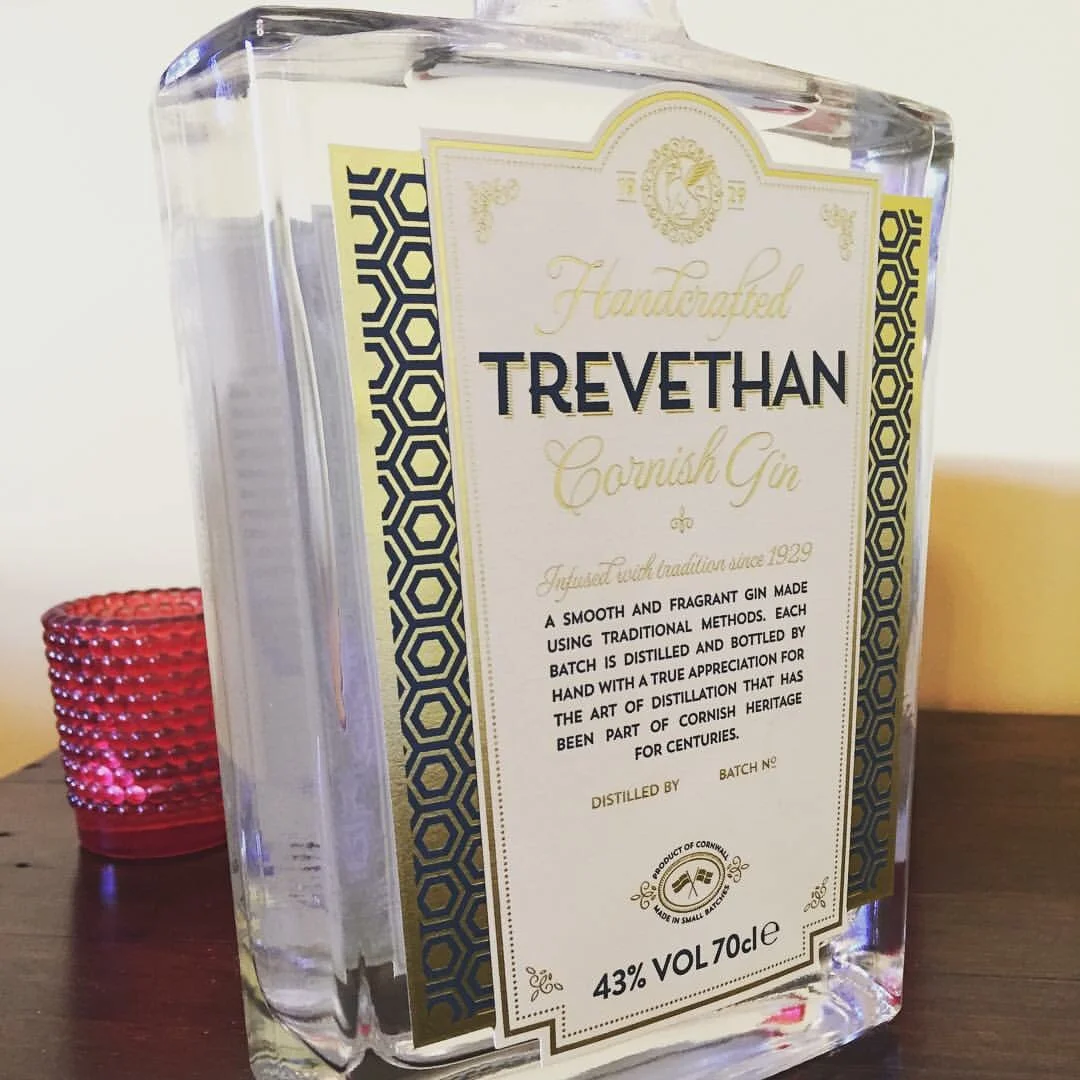 19 29
Handcrafted
TREVETHAN
Cornish Gin
Infused with tradition since 1929
A SMOOTH AND FRAGRANT GIN MADE
USING TRADITIONAL METHODS. EACH
BATCH IS DISTILLED AND BOTTLED BY
HAND WITH A TRUE APPRECIATION FOR
THE ART OF DISTILLATION THAT HAS
BEEN PART OF CORNISH HERITAGE
FOR CENTURIES.
DISTILLED BY BATCH Nº
PRODUCT OF CORNWALL
MADE IN SMALL BATCHES
43% VOL 70cl e